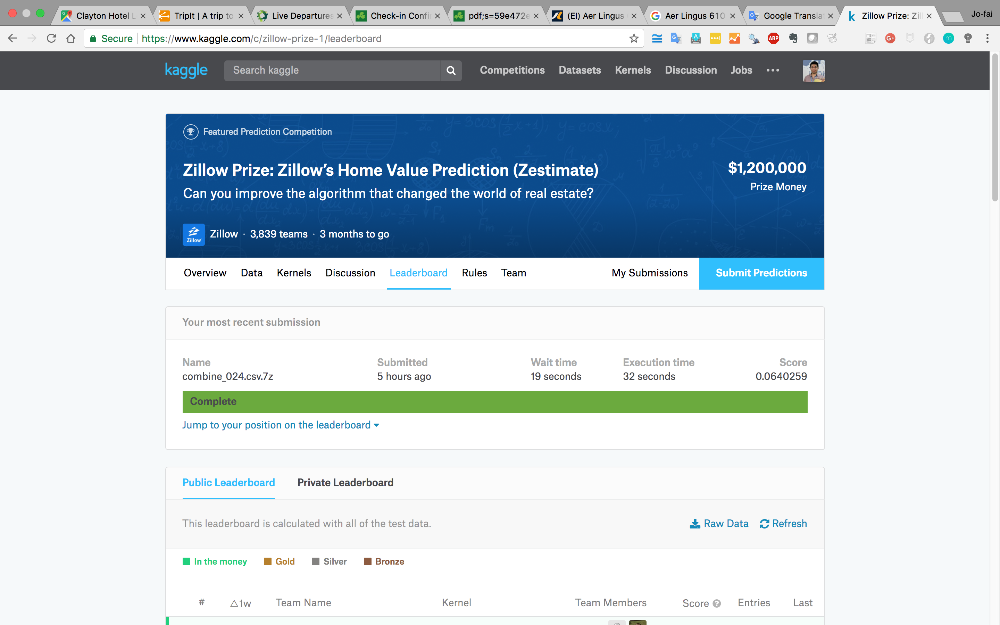 Clayton Hotel L
TripIt | A trip to
Live Departures
Check-in Confir
pdf;s=59e472e
(EI) Aer Lingus
Aer Lingus 610
Google Transla
Zillow Prize: Zil
Jo-fai
Secure
https://www.kaggle.com/c/zillow-prize-1/leaderboard
kaggle
Search kaggle
Competitions
Datasets
Kernels
Discussion
Jobs
Featured Prediction Competition
Zillow Prize: Zillow’s Home Value Prediction (Zestimate)
$1,200,000
Can you improve the algorithm that changed the world of real estate?
Prize Money
Zillow
Zillow · 3,839 teams · 3 months to go
Overview
Data
Kernels
Discussion
Leaderboard
Rules
Team
My Submissions
Submit Predictions
Your most recent submission
Name Submitted Wait time Execution time Score
combine_024.csv.7z 5 hours ago 19 seconds 32 seconds 0.0640259
Complete
Jump to your position on the leaderboard
Public Leaderboard
Private Leaderboard
This leaderboard is calculated with all of the test data.
Raw Data
Refresh
In the money
Gold
Silver
Bronze
# △1w Team Name Kernel Team Members Score Entries Last